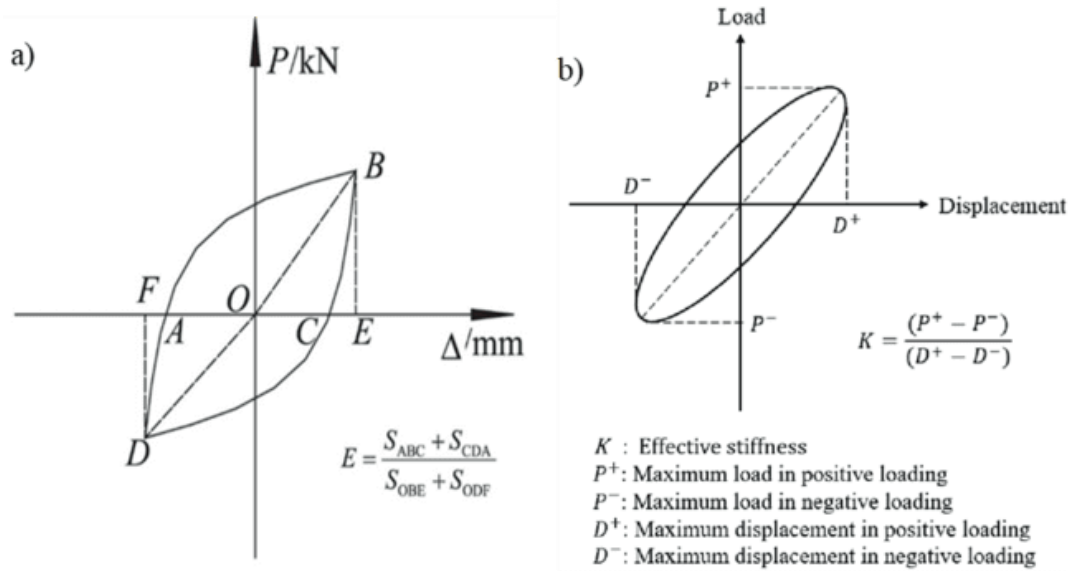 a)
P/kN
B
F
O
A
C
E
Δ/mm
D
E = (S_ABC + S_CDA) / (S_OBE + S_ODF)
b)
Load
P⁺
D⁻
Displacement
D⁺
P⁻
K = (P⁺ − P⁻) / (D⁺ − D⁻)
K : Effective stiffness
P⁺: Maximum load in positive loading
P⁻: Maximum load in negative loading
D⁺: Maximum displacement in positive loading
D⁻: Maximum displacement in negative loading